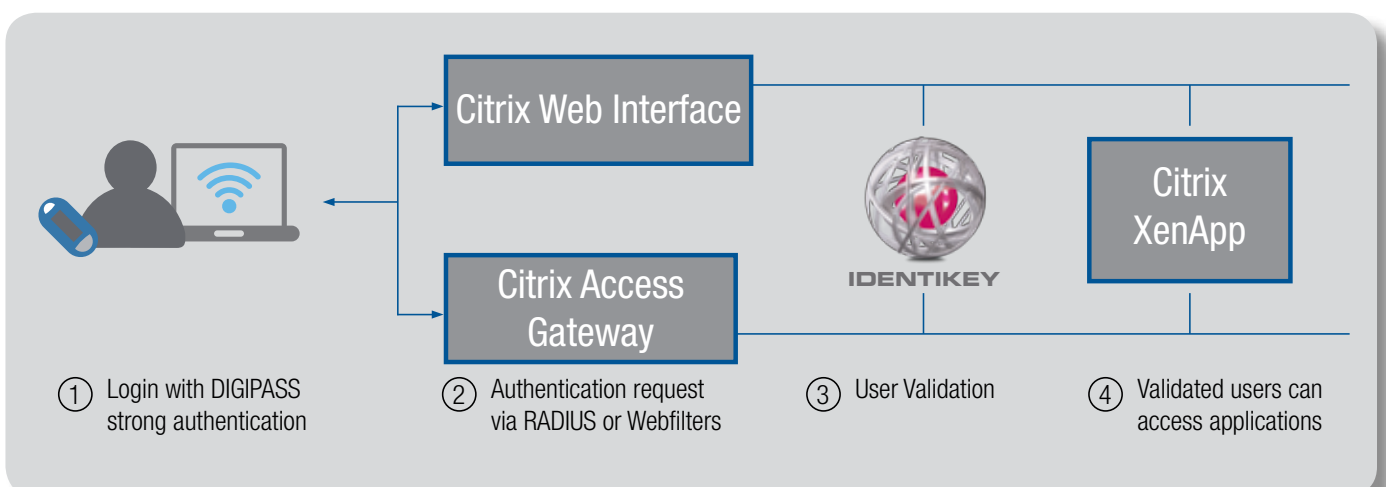 Citrix Web Interface
Citrix
XenApp
IDENTIKEY
Citrix Access
Gateway
1 Login with DIGIPASS
strong authentication
2 Authentication request
via RADIUS or Webfilters
3 User Validation
4 Validated users can
access applications